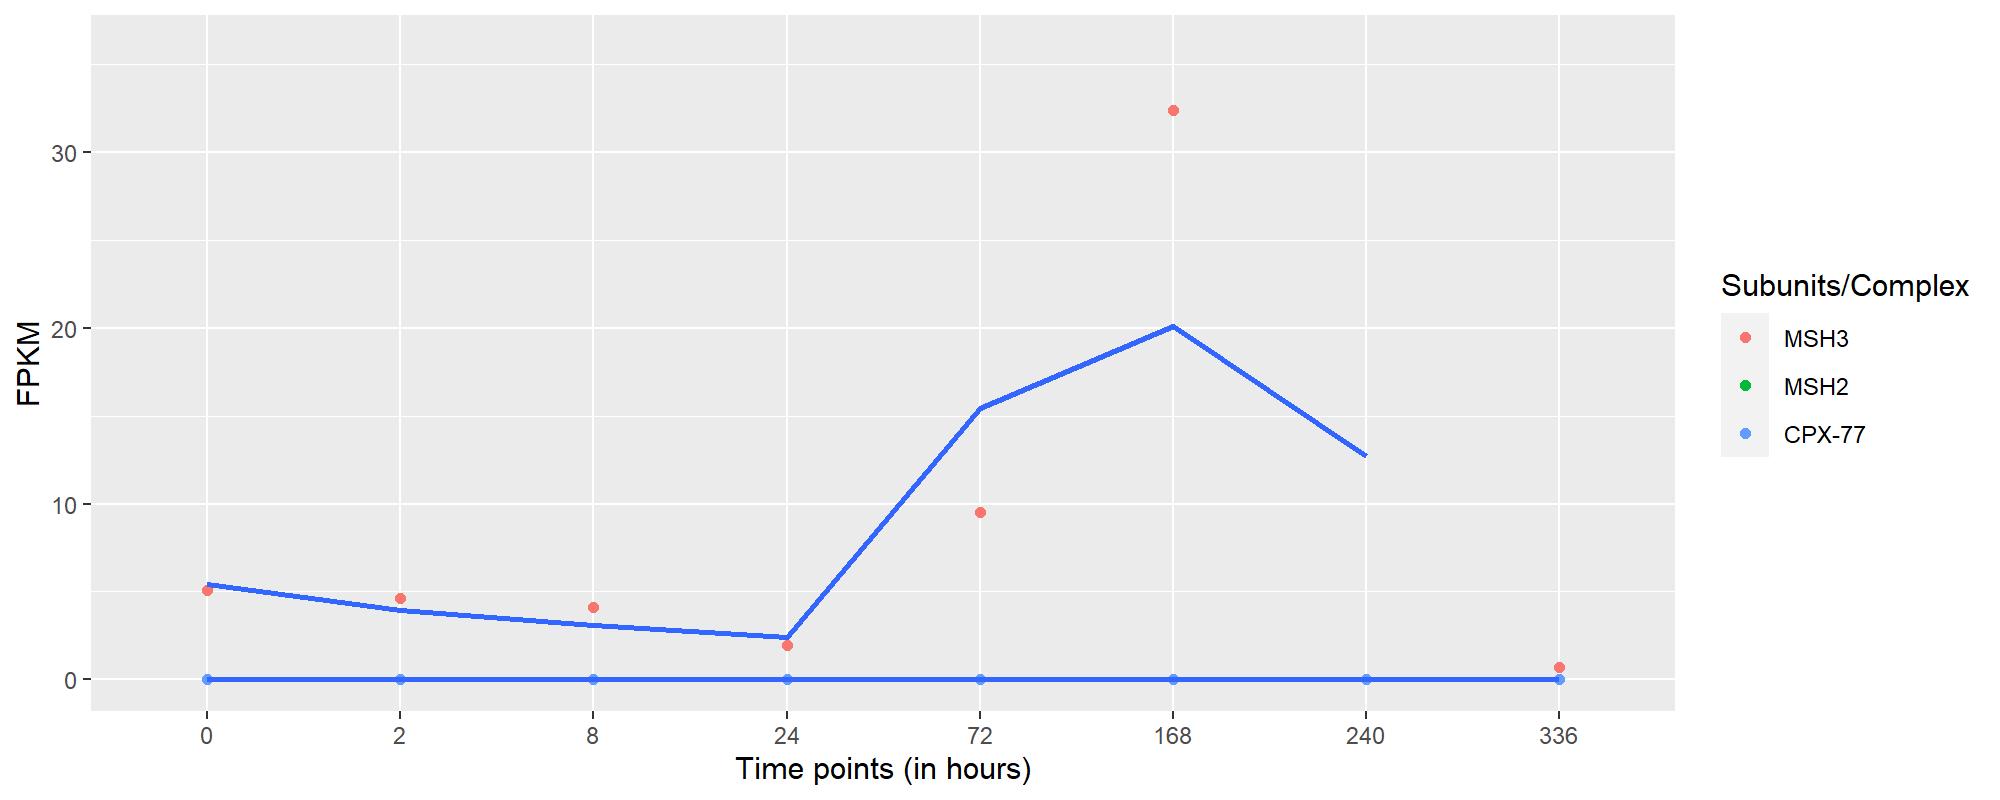 30
20
10
0
FPKM
0 2 8 24 72 168 240 336
Time points (in hours)
Subunits/Complex
MSH3
MSH2
CPX-77